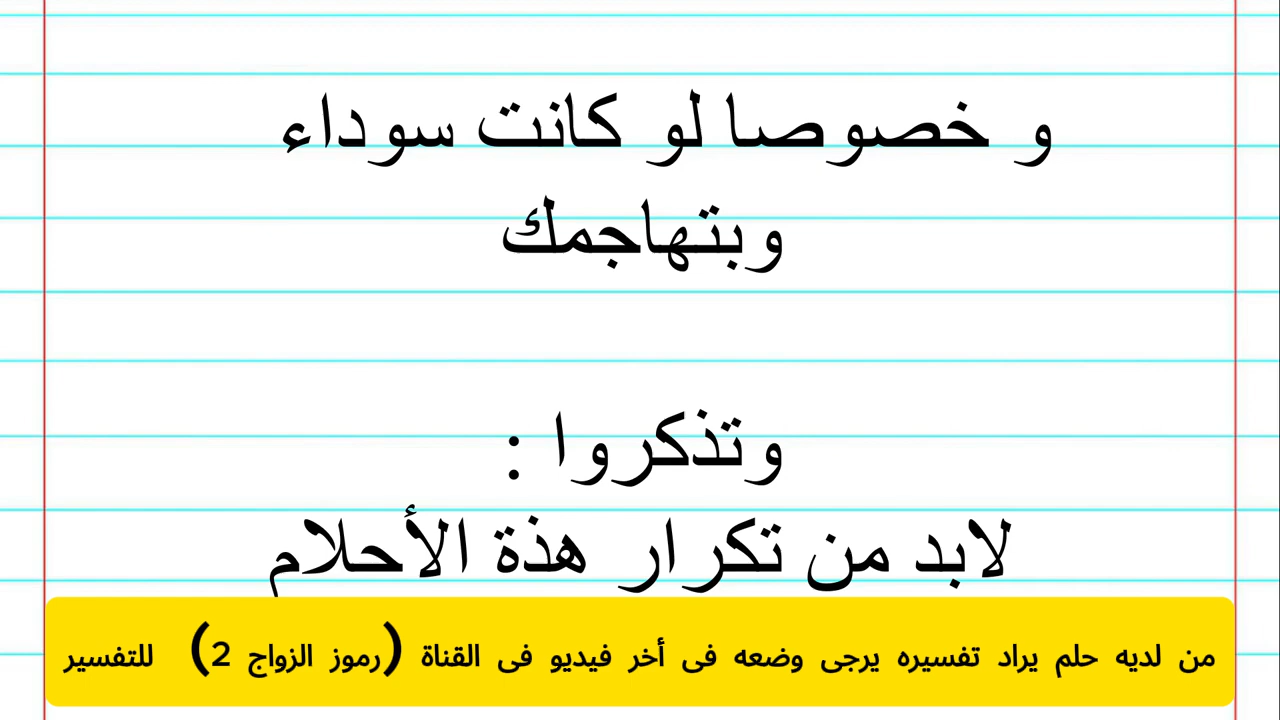 و خصوصا لو كانت سوداء
وبتهاجمك
وتذكروا :
لابد من تكرار هذة الأحلام
من لديه حلم يراد تفسيره يرجى وضعه فى أخر فيديو فى القناة (رموز الزواج 2) للتفسير